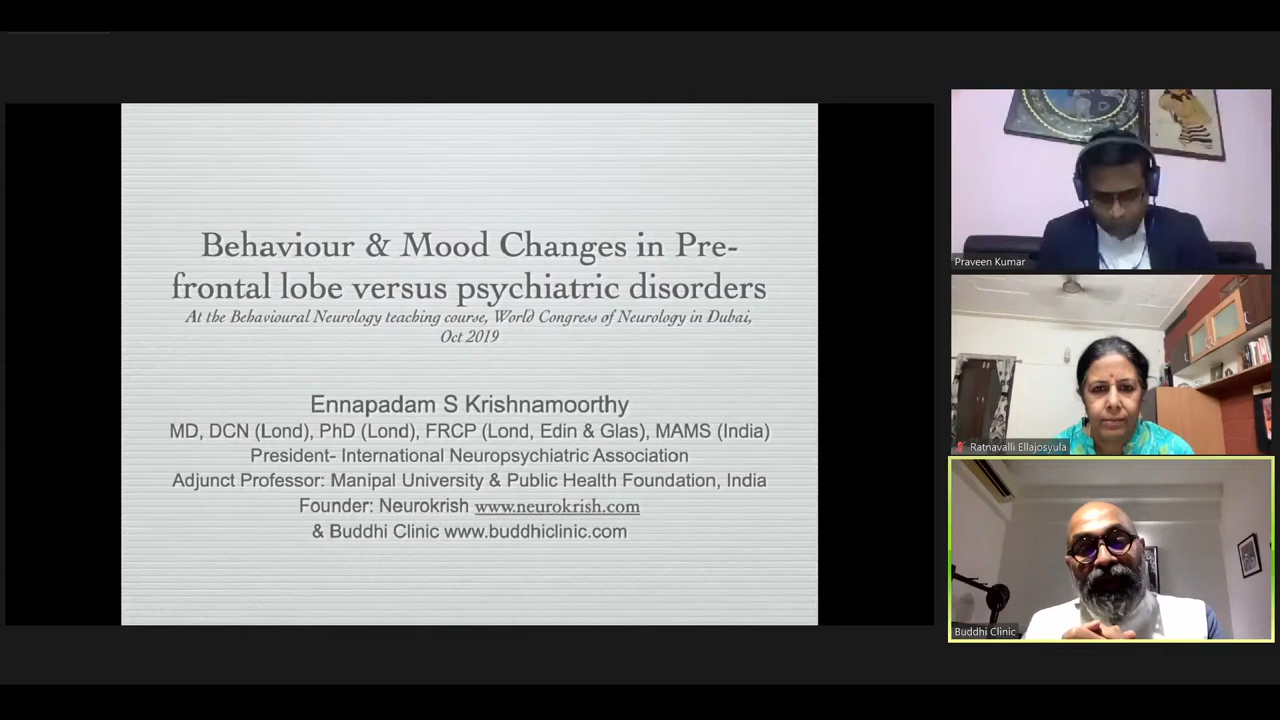 Behaviour & Mood Changes in Pre-
frontal lobe versus psychiatric disorders
At the Behavioural Neurology teaching course, World Congress of Neurology in Dubai,
Oct 2019
Ennapadam S Krishnamoorthy
MD, DCN (Lond), PhD (Lond), FRCP (Lond, Edin & Glas), MAMS (India)
President- International Neuropsychiatric Association
Adjunct Professor: Manipal University & Public Health Foundation, India
Founder: Neurokrish www.neurokrish.com
& Buddhi Clinic www.buddhiclinic.com
Praveen Kumar
Ratnavalli Ellajosyula
Buddhi Clinic